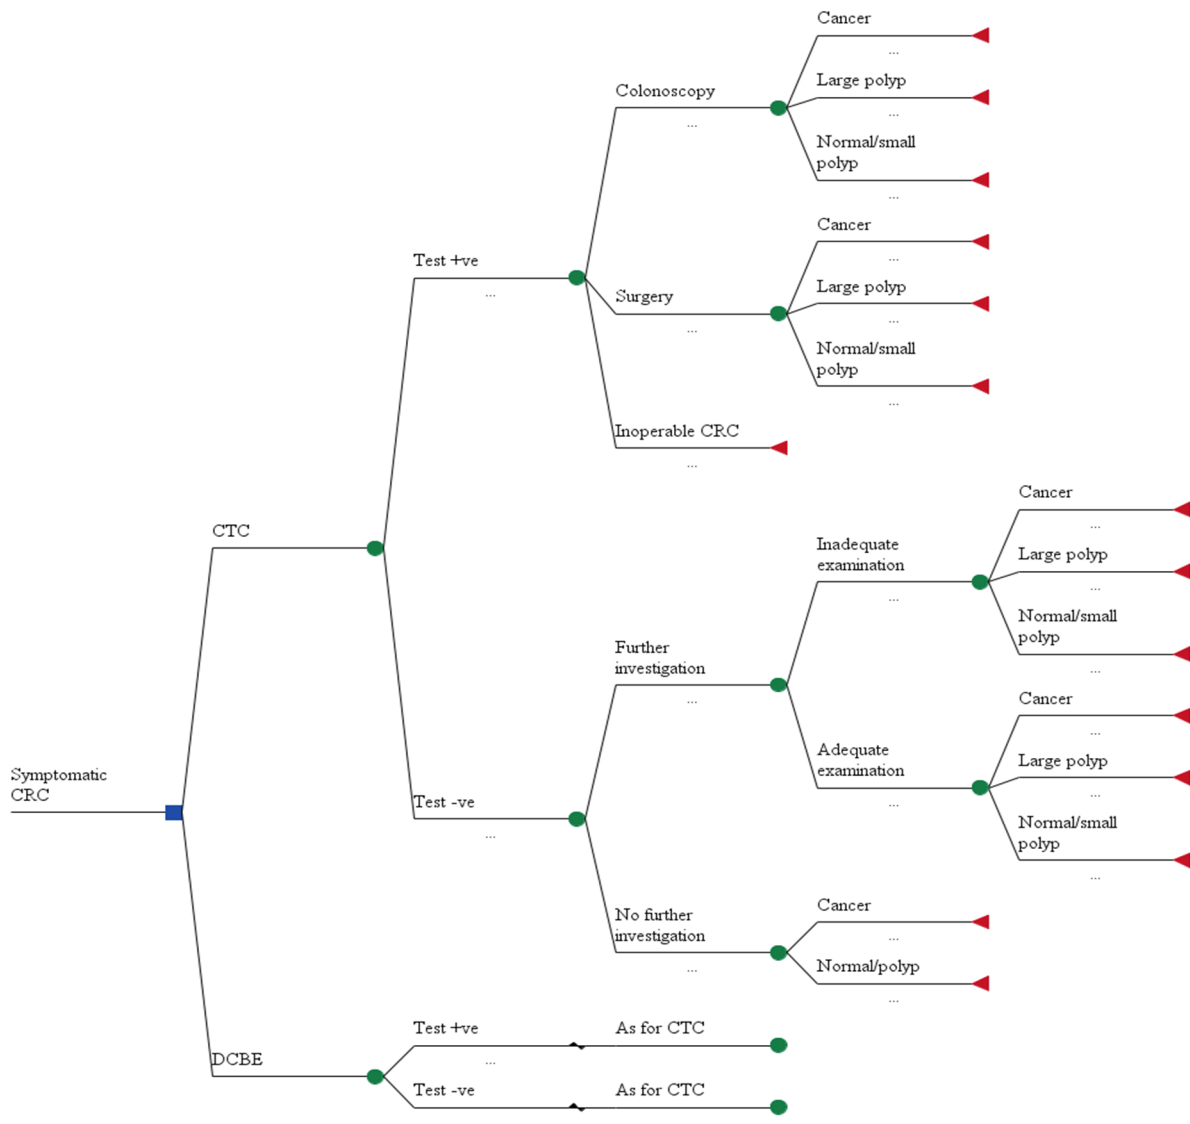 Cancer
...
Large polyp
...
Colonoscopy
...
Normal/small
polyp
...
Cancer
...
Test +ve
...
Large polyp
...
Surgery
...
Normal/small
polyp
...
Inoperable CRC
...
Cancer
...
CTC
Inadequate
examination
...
Large polyp
...
Normal/small
polyp
...
Further
investigation
...
Cancer
...
Adequate
examination
...
Large polyp
...
Symptomatic
CRC
Test -ve
...
Normal/small
polyp
...
No further
investigation
...
Cancer
...
Normal/polyp
...
DCBE
Test +ve
...
As for CTC
Test -ve
As for CTC